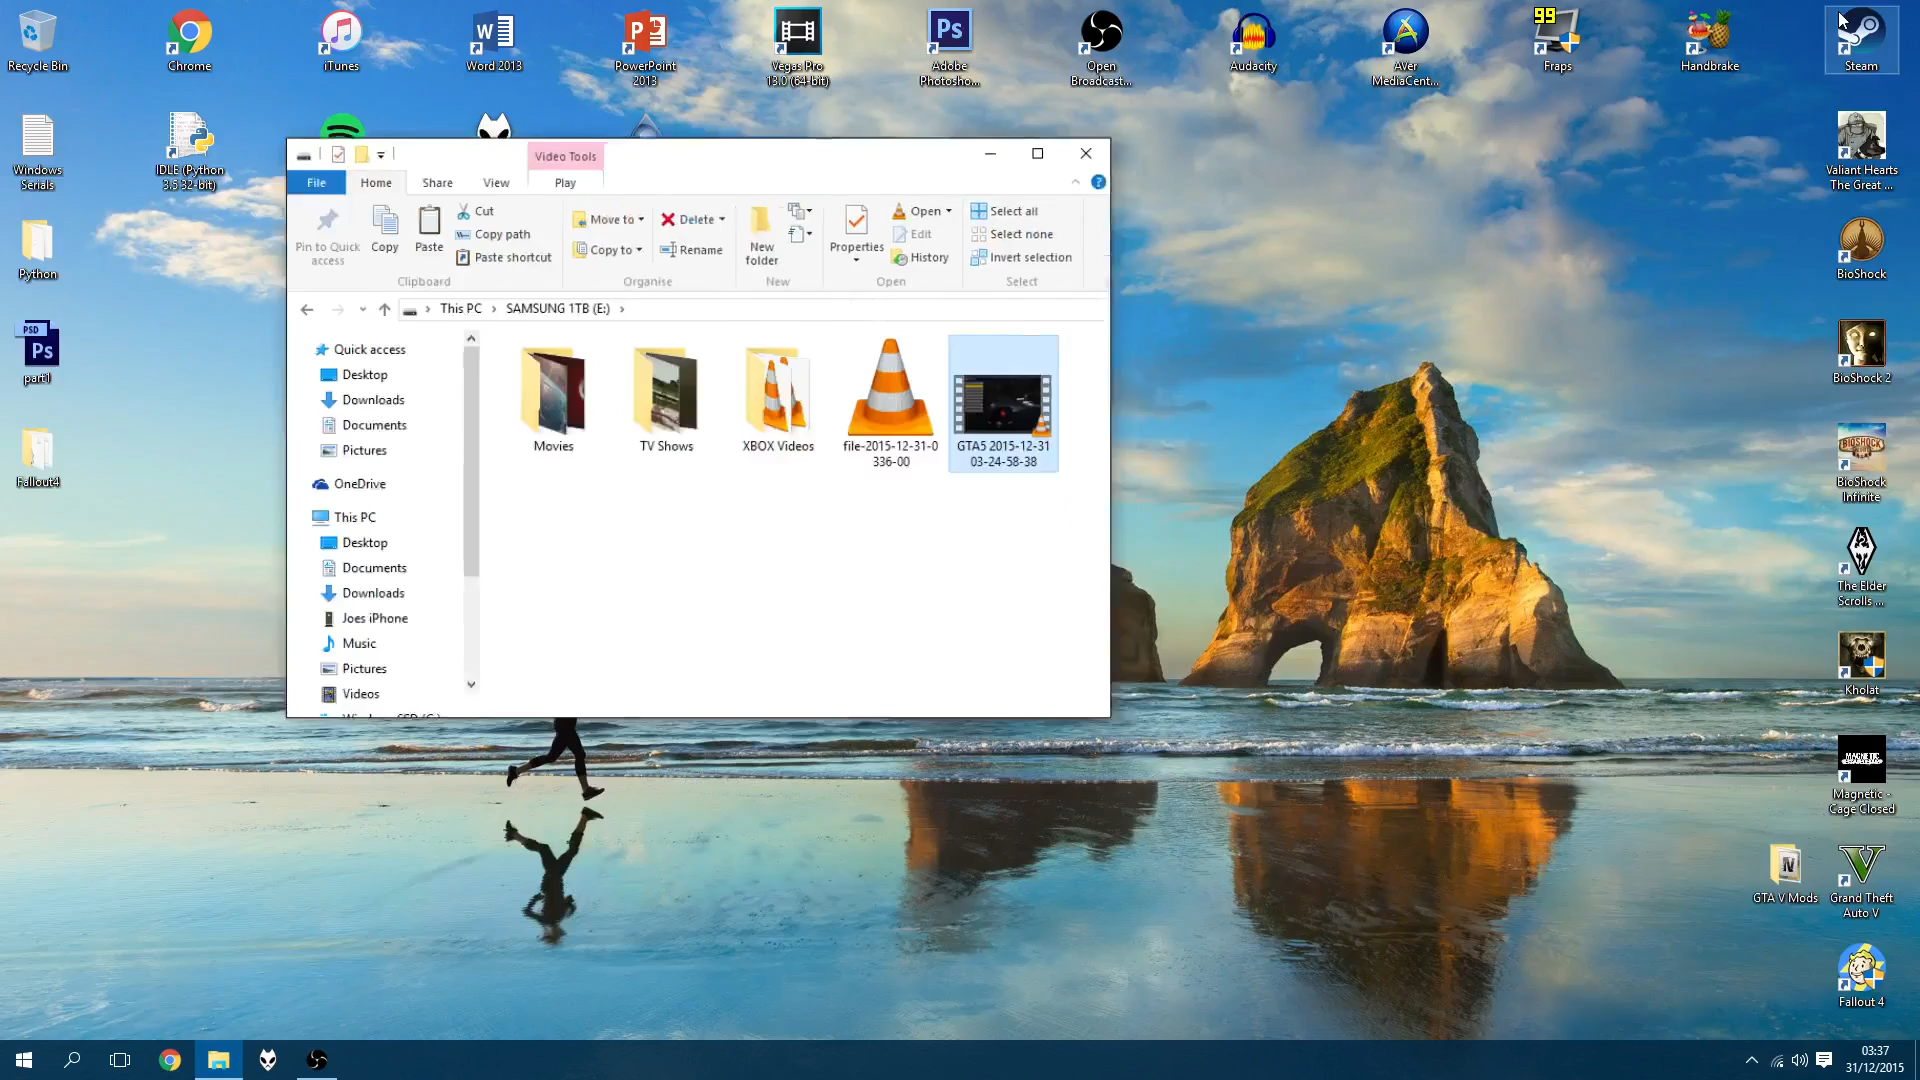 Recycle Bin
Chrome
iTunes
Word 2013
PowerPoint
2013
Vegas Pro
13.0 (64-bit)
Ps
Adobe
Photosho...
Open
Broadcast...
Audacity
AVer
MediaCent...
99
Fraps
Handbrake
Steam
Windows
Serials
IDLE (Python
3.5 32-bit)
Valiant Hearts
The Great ...
Python
BioShock
PSD
Ps
part1
BioShock 2
Fallout4
BioShock
Infinite
The Elder
Scrolls ...
Kholat
Magnetic -
Cage Closed
GTA V Mods
Grand Theft
Auto V
Fallout 4
Video Tools
File
Home
Share
View
Play
Pin to Quick
access
Copy
Paste
Cut
Copy path
Paste shortcut
Clipboard
Move to
Copy to
Delete
Rename
Organise
New
folder
New
Properties
Open
Edit
History
Open
Select all
Select none
Invert selection
Select
This PC
SAMSUNG 1TB (E:)
Quick access
Desktop
Downloads
Documents
Pictures
OneDrive
This PC
Desktop
Documents
Downloads
Joes iPhone
Music
Pictures
Videos
Movies
TV Shows
XBOX Videos
file-2015-12-31-0
336-00
GTA5 2015-12-31
03-24-58-38
03:37
31/12/2015